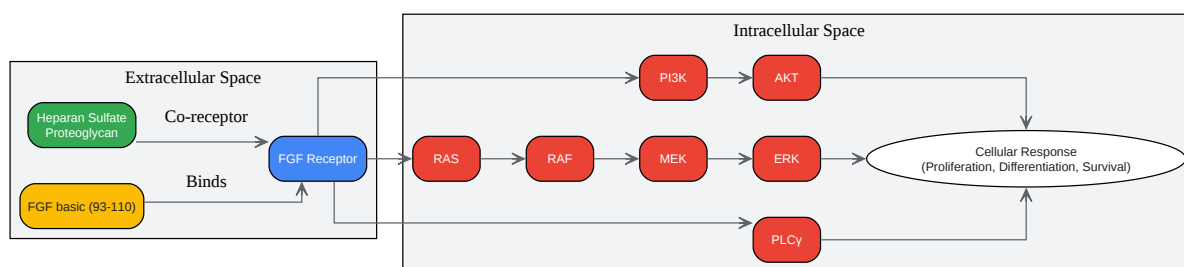 Intracellular Space
Extracellular Space
PI3K
AKT
Heparan Sulfate
Proteoglycan
Co-receptor
FGF Receptor
RAS
RAF
MEK
ERK
Cellular Response
(Proliferation, Differentiation, Survival)
Binds
FGF basic (93-110)
PLCγ